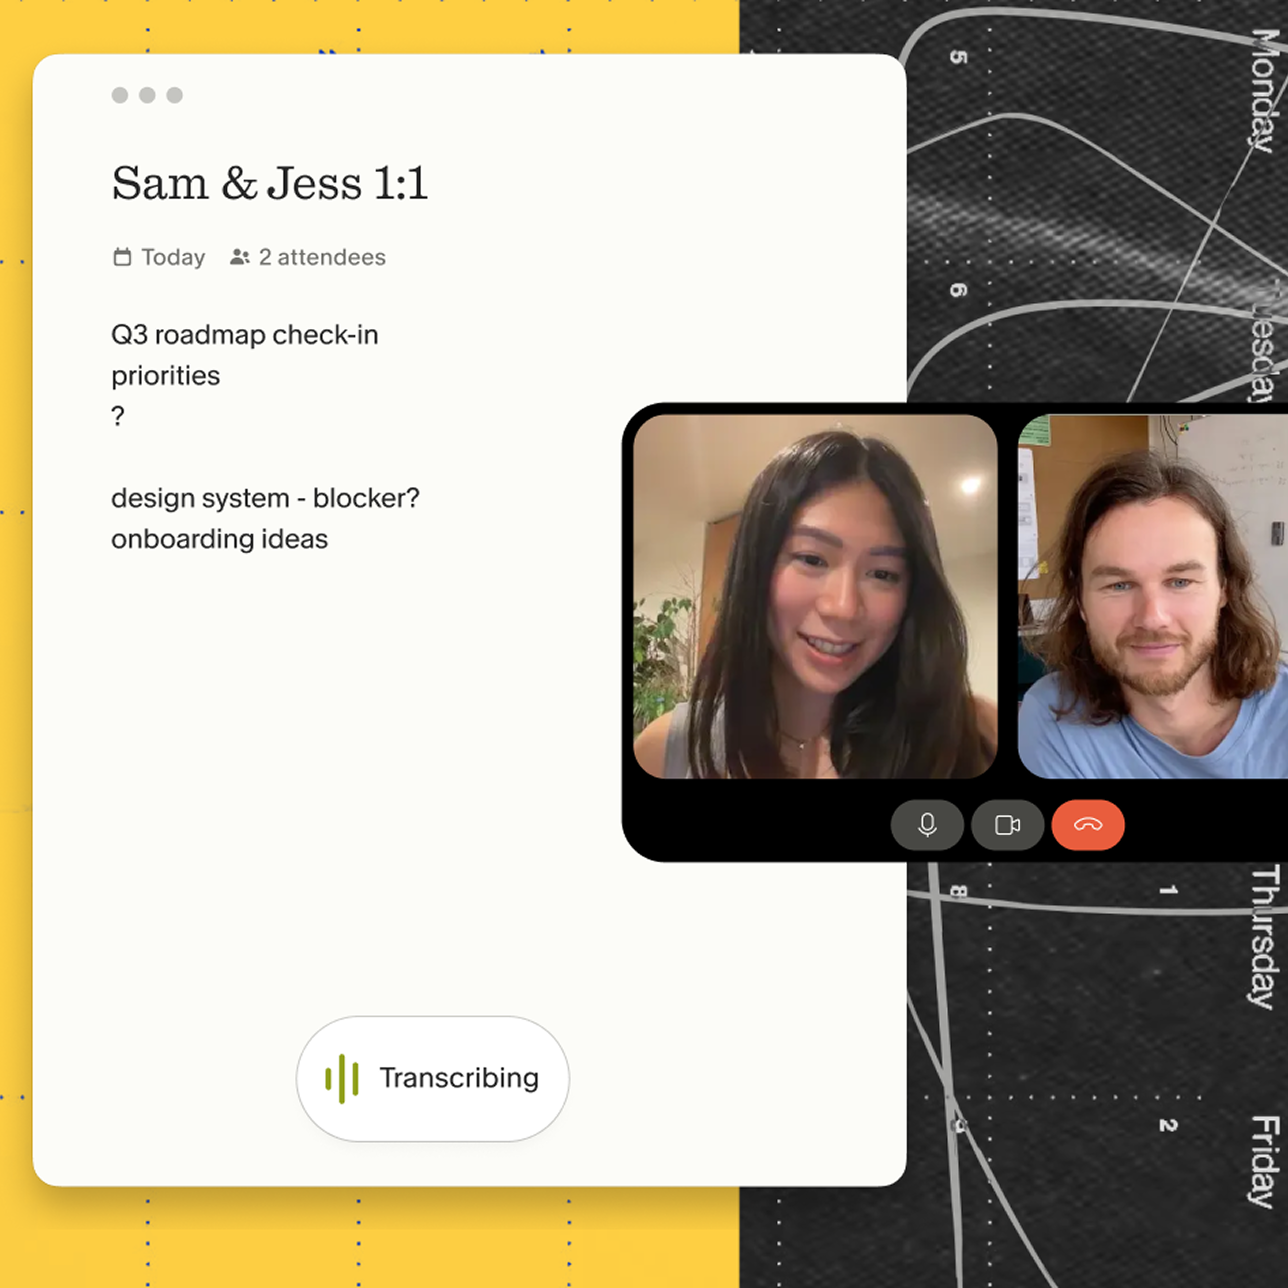 Sam & Jess 1:1
Today 2 attendees
Q3 roadmap check-in
priorities
?
design system - blocker?
onboarding ideas
Transcribing
5
Monday
6
Tuesday
8
1
Thursday
2
Friday